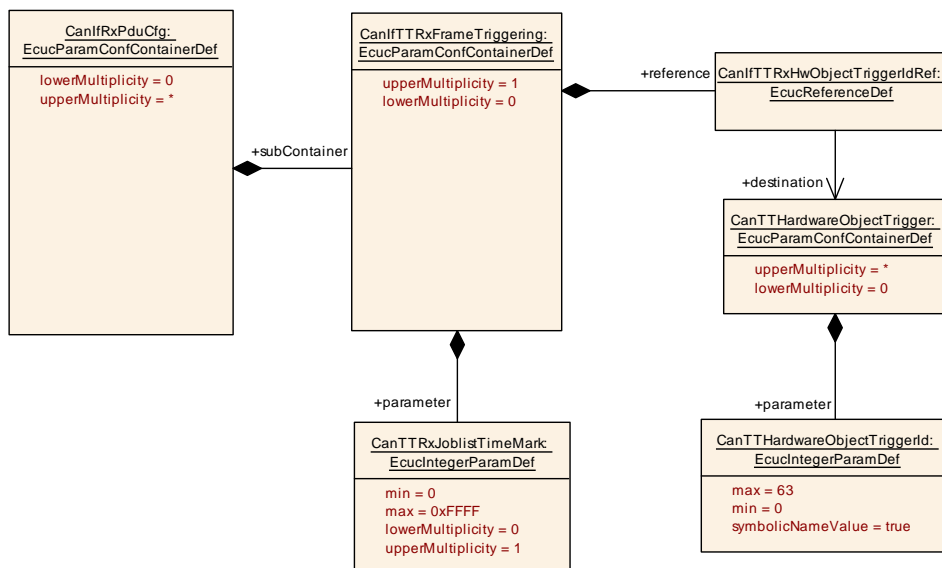 CanIfRxPduCfg:
EcucParamConfContainerDef
lowerMultiplicity = 0
upperMultiplicity = *
+subContainer
CanIfTTRxFrameTriggering:
EcucParamConfContainerDef
upperMultiplicity = 1
lowerMultiplicity = 0
+reference
CanIfTTRxHwObjectTriggerIdRef:
EcucReferenceDef
+destination
CanTTHardwareObjectTrigger:
EcucParamConfContainerDef
upperMultiplicity = *
lowerMultiplicity = 0
+parameter
CanTTRxJoblistTimeMark:
EcucIntegerParamDef
min = 0
max = 0xFFFF
lowerMultiplicity = 0
upperMultiplicity = 1
+parameter
CanTTHardwareObjectTriggerId:
EcucIntegerParamDef
max = 63
min = 0
symbolicNameValue = true